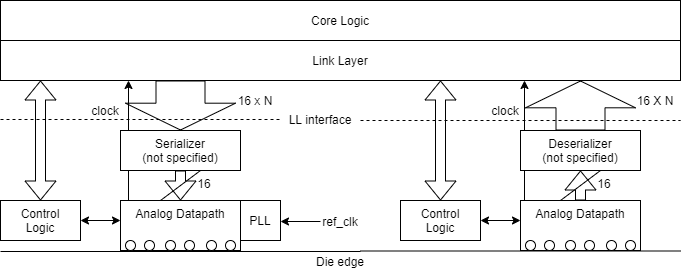 Core Logic
Link Layer
16 x N
16 X N
clock
clock
LL interface
Serializer
(not specified)
Deserializer
(not specified)
16
16
Control
Logic
Analog Datapath
PLL
ref_clk
Control
Logic
Analog Datapath
Die edge